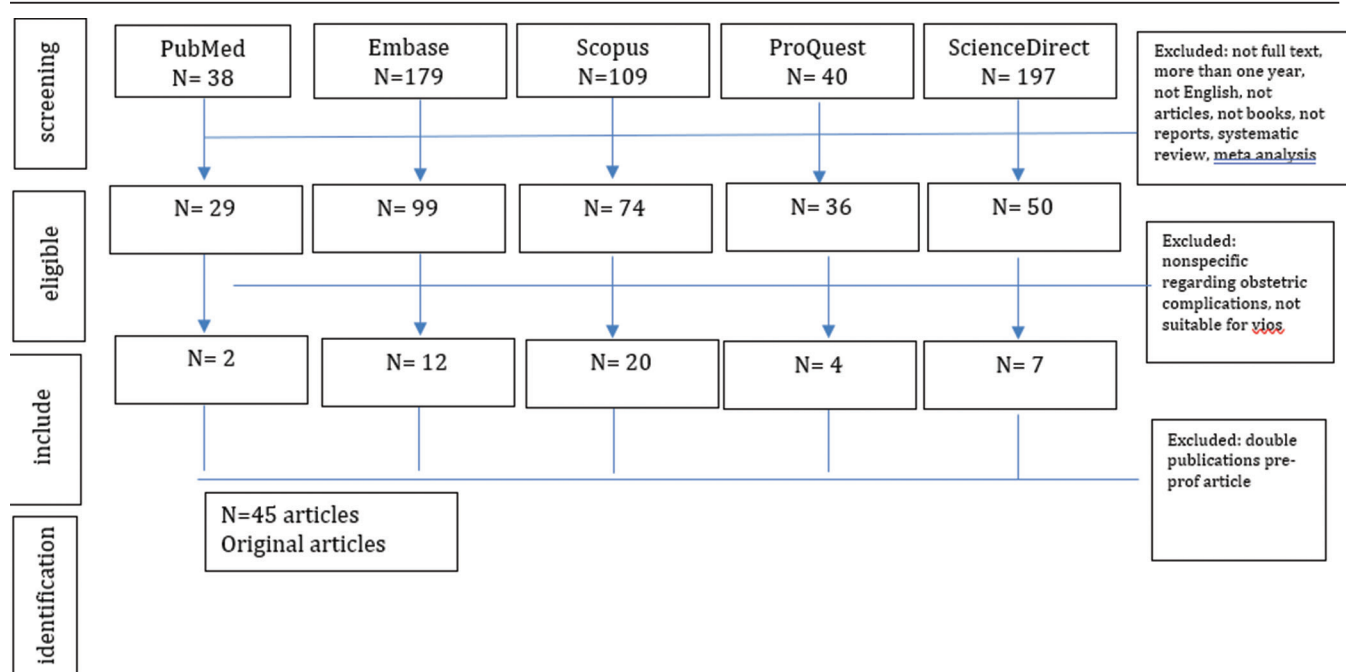 screening
PubMed
N= 38
Embase
N=179
Scopus
N=109
ProQuest
N= 40
ScienceDirect
N= 197
Excluded: not full text,
more than one year,
not English, not
articles, not books, not
reports, systematic
review, meta analysis
eligible
N= 29
N= 99
N= 74
N= 36
N= 50
Excluded:
nonspecific
regarding obstetric
complications, not
suitable for vios
include
N= 2
N= 12
N= 20
N= 4
N= 7
Excluded: double
publications pre-
prof article
identification
N=45 articles
Original articles